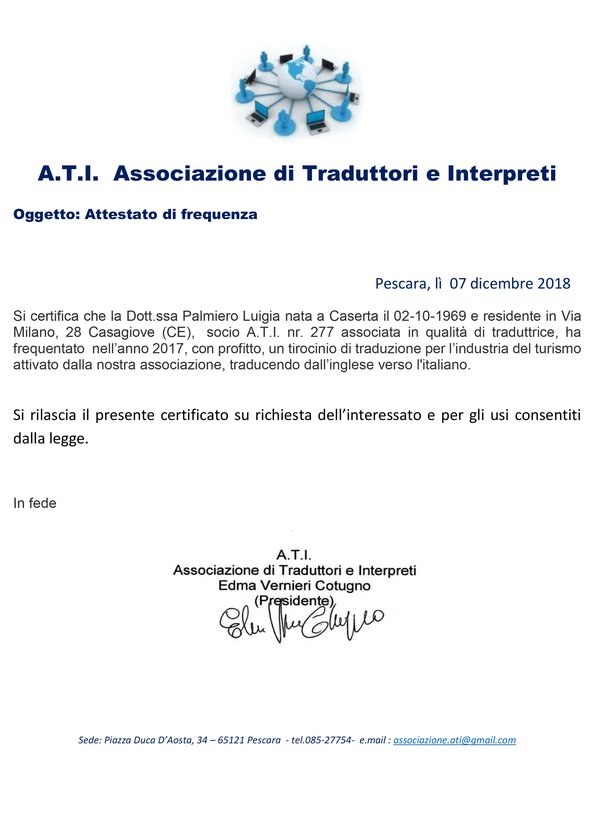 A.T.I.  Associazione di Traduttori e Interpreti
Oggetto: Attestato di frequenza
Pescara, lì  07 dicembre 2018
Si certifica che la Dott.ssa Palmiero Luigia nata a Caserta il 02-10-1969 e residente in Via
Milano, 28 Casagiove (CE),  socio A.T.I. nr. 277 associata in qualità di traduttrice, ha
frequentato  nell’anno 2017, con profitto, un tirocinio di traduzione per l’industria del turismo
attivato dalla nostra associazione, traducendo dall’inglese verso l'italiano.
Si rilascia il presente certificato su richiesta dell’interessato e per gli usi consentiti
dalla legge.
In fede
A.T.I.
Associazione di Traduttori e Interpreti
Edma Vernieri Cotugno
(Presidente)
Sede: Piazza Duca D’Aosta, 34 – 65121 Pescara  - tel.085-27754-  e.mail : associazione.ati@gmail.com